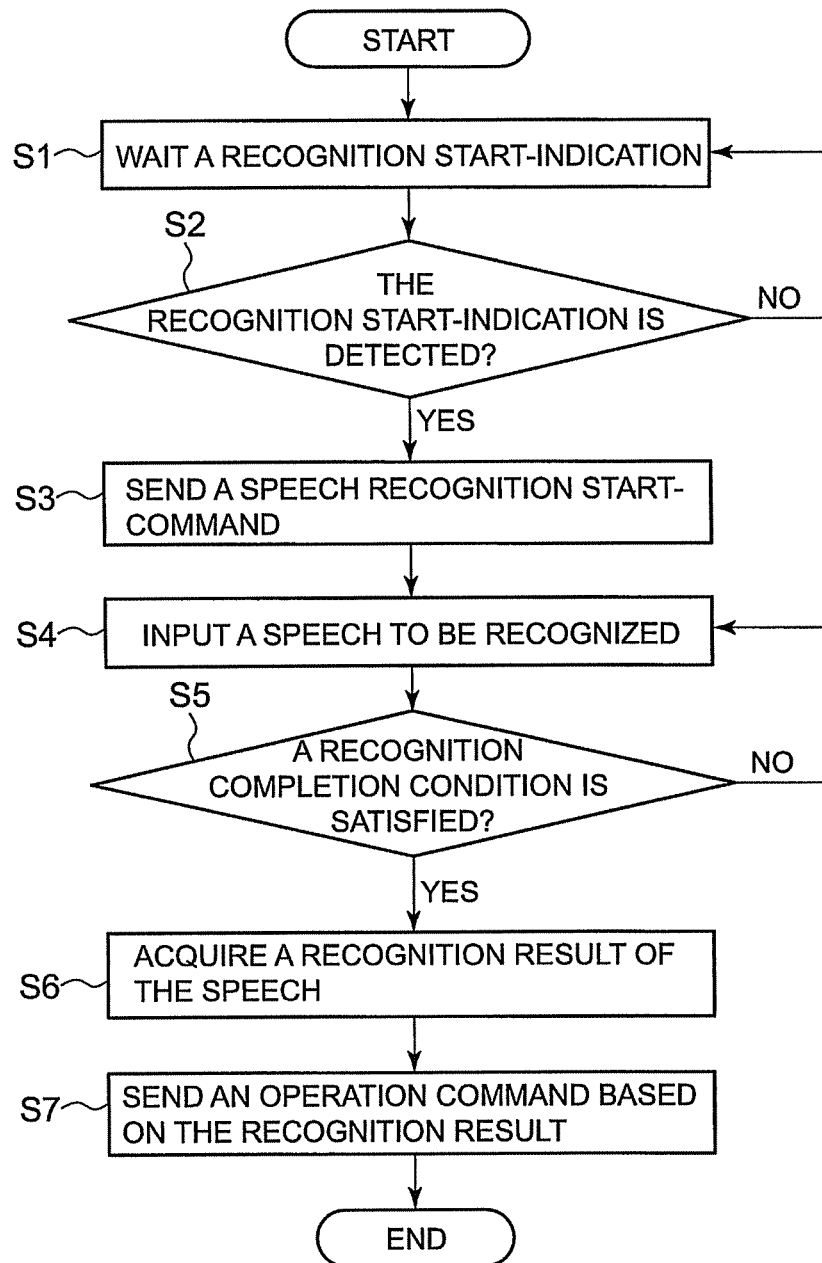 START
S1
WAIT A RECOGNITION START-INDICATION
S2
THE
RECOGNITION START-INDICATION IS
DETECTED?
NO
YES
S3
SEND A SPEECH RECOGNITION START-
COMMAND
S4
INPUT A SPEECH TO BE RECOGNIZED
S5
A RECOGNITION
COMPLETION CONDITION IS
SATISFIED?
NO
YES
S6
ACQUIRE A RECOGNITION RESULT OF
THE SPEECH
S7
SEND AN OPERATION COMMAND BASED
ON THE RECOGNITION RESULT
END